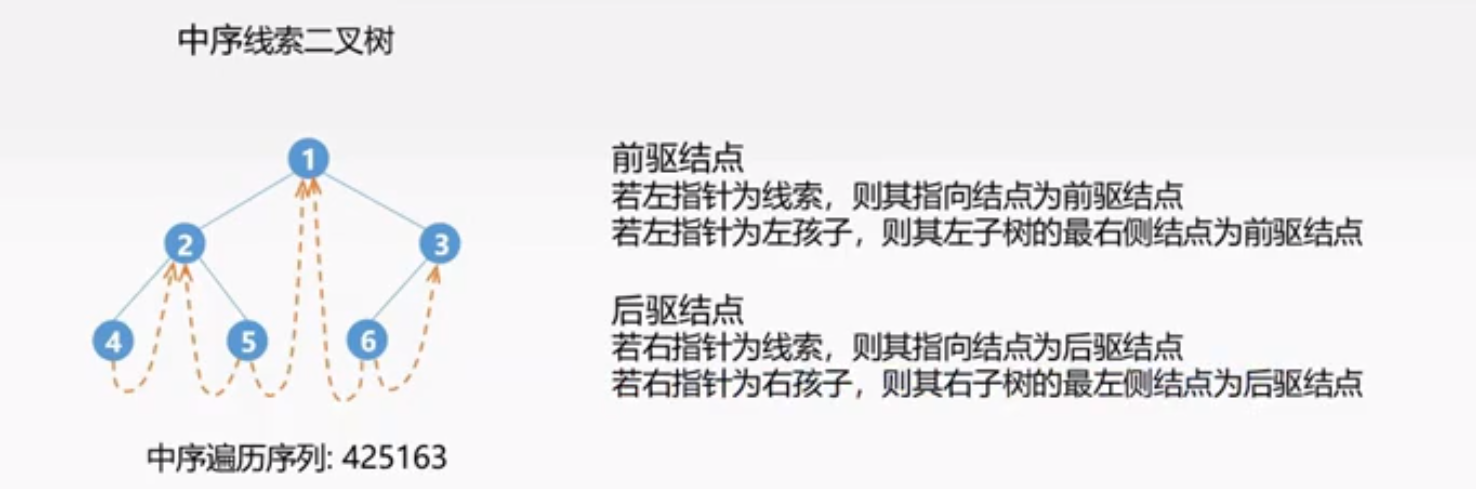 中序线索二叉树
1
2
3
4
5
6
中序遍历序列: 425163
前驱结点
若左指针为线索，则其指向结点为前驱结点
若左指针为左孩子，则其左子树的最右侧结点为前驱结点
后驱结点
若右指针为线索，则其指向结点为后驱结点
若右指针为右孩子，则其右子树的最左侧结点为后驱结点